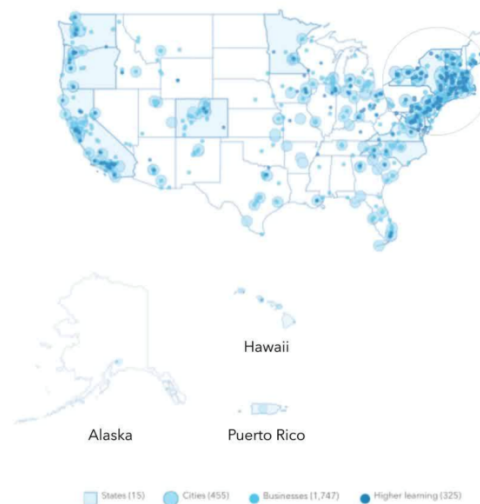 Hawaii
Alaska
Puerto Rico
States (15) Cities (455) Businesses (1,747) Higher learning (325)